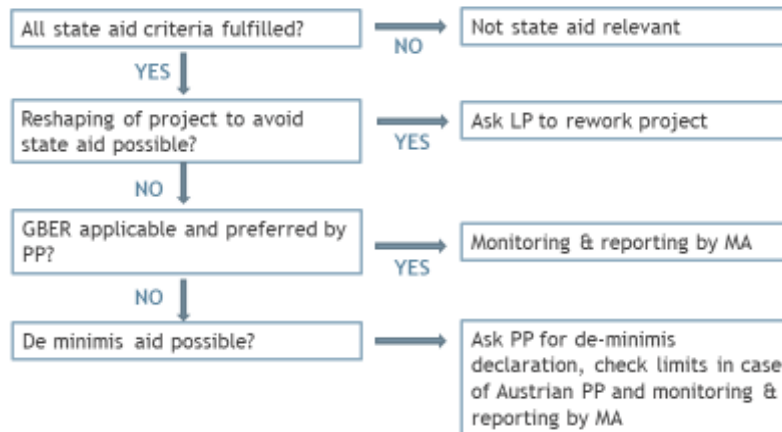 All state aid criteria fulfilled?
NO
Not state aid relevant
YES
Reshaping of project to avoid
state aid possible?
YES
Ask LP to rework project
NO
GBER applicable and preferred by
PP?
YES
Monitoring & reporting by MA
NO
De minimis aid possible?
Ask PP for de-minimis
declaration, check limits in case
of Austrian PP and monitoring &
reporting by MA